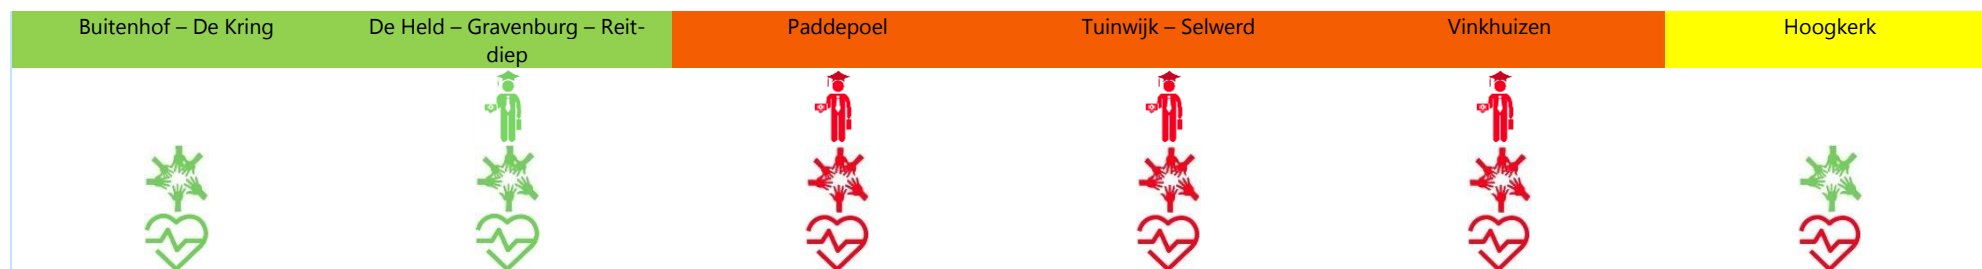 Buitenhof – De Kring
De Held – Gravenburg – Reit-
diep
Paddepoel
Tuinwijk – Selwerd
Vinkhuizen
Hoogkerk